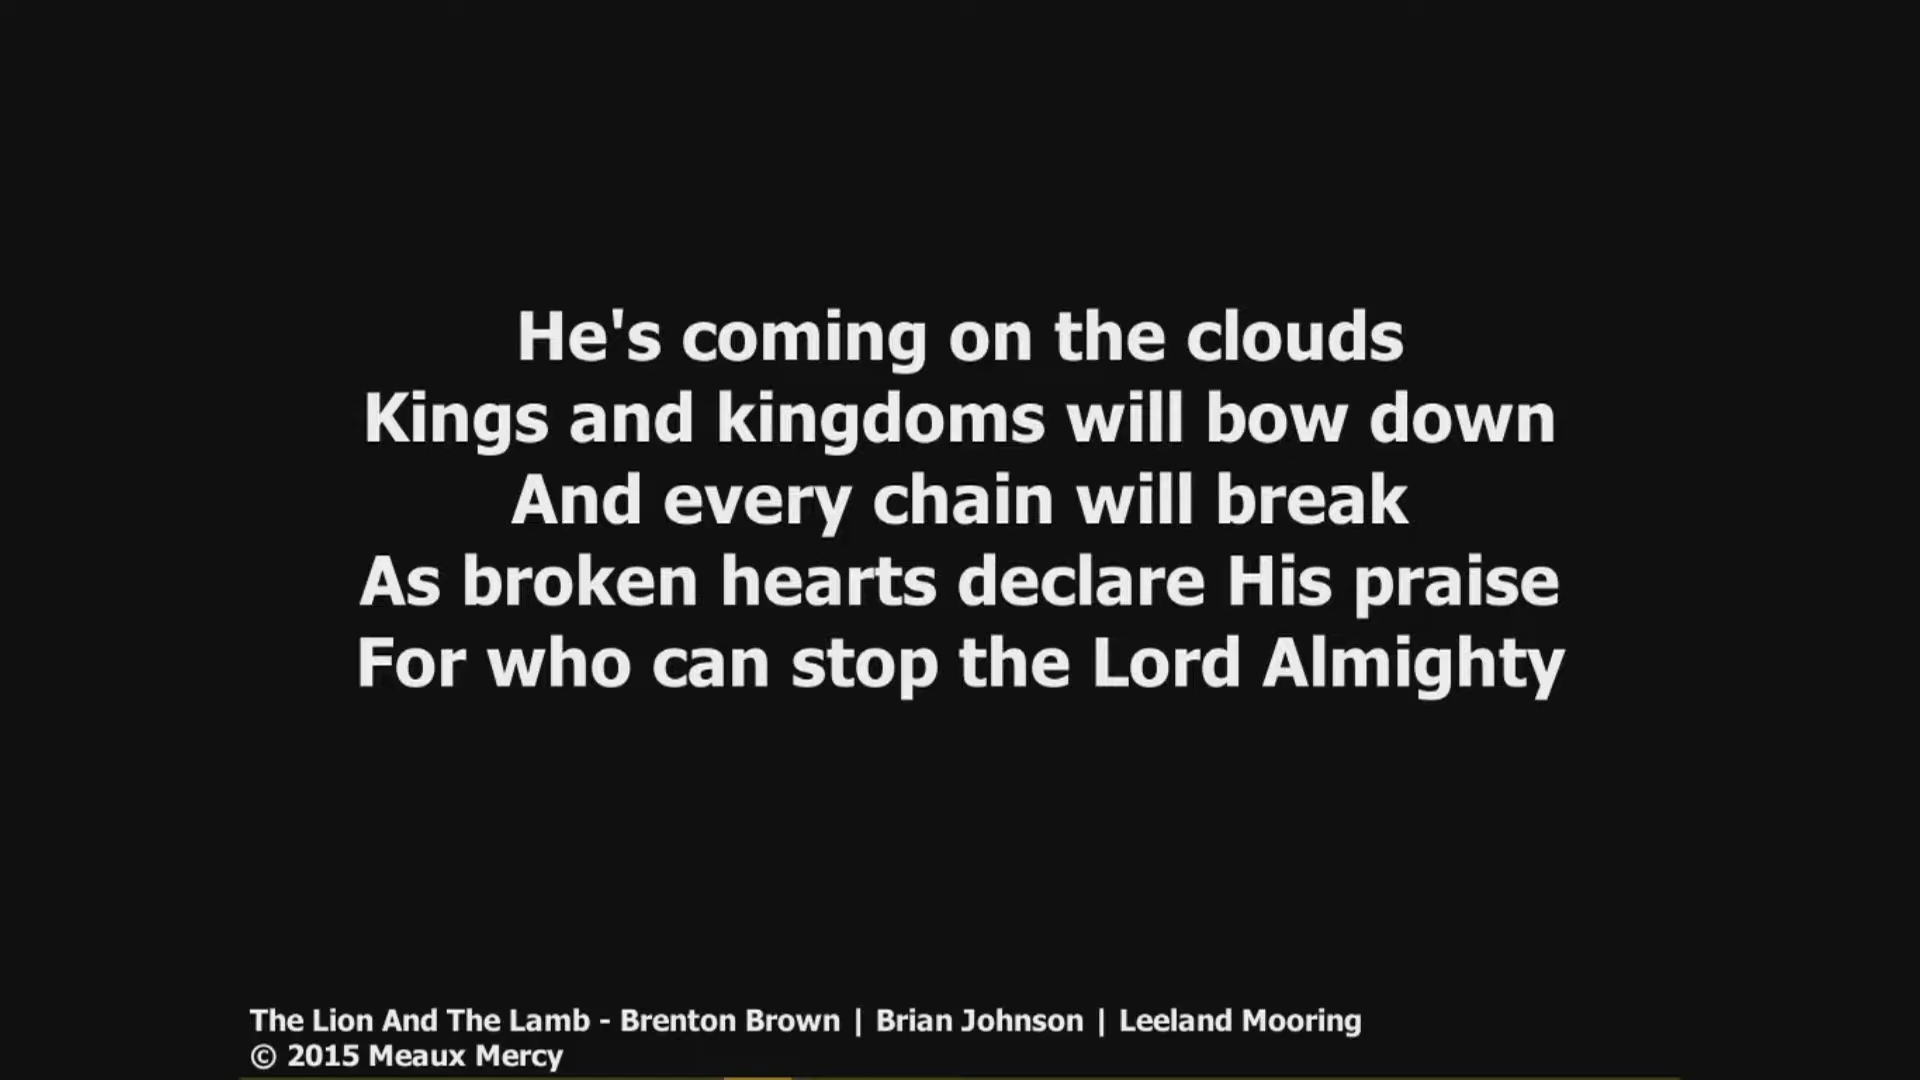 He's coming on the clouds
Kings and kingdoms will bow down
And every chain will break
As broken hearts declare His praise
For who can stop the Lord Almighty
The Lion And The Lamb - Brenton Brown | Brian Johnson | Leeland Mooring
© 2015 Meaux Mercy